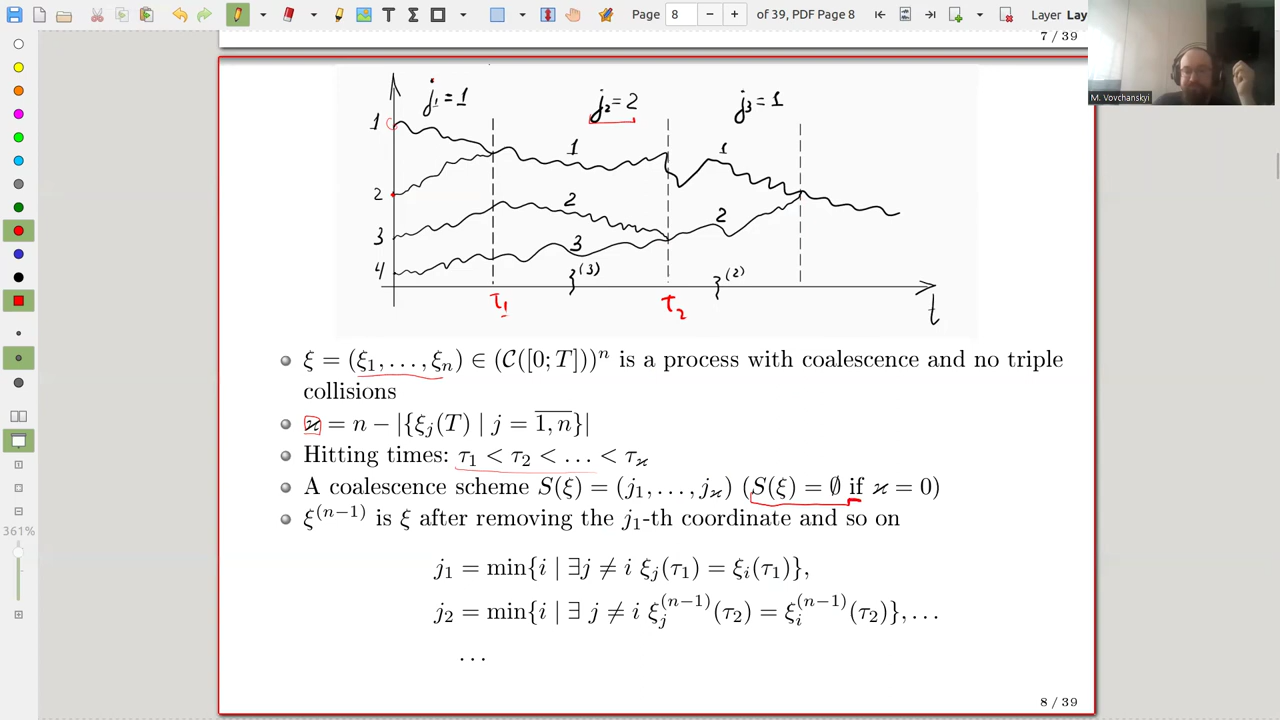 Page 8 of 39, PDF Page 8 Layer Lay
7 / 39
M. Vovchanskyi
j₁ = 1 j₂ = 2 j₃ = 1
1 1 1
2 2 2
3 3
4 ξ⁽³⁾ ξ⁽²⁾
τ₁ τ₂ t
ξ = (ξ₁, . . . , ξₙ) ∈ (𝒞([0; T]))ⁿ is a process with coalescence and no triple
collisions
ϰ = n − |{ξⱼ(T) | j = \overline{1, n}}|
Hitting times: τ₁ < τ₂ < . . . < τ_ϰ
A coalescence scheme S(ξ) = (j₁, . . . , j_ϰ) (S(ξ) = ∅ if ϰ = 0)
ξ⁽ⁿ⁻¹⁾ is ξ after removing the j₁-th coordinate and so on
j₁ = min{i | ∃j ≠ i ξⱼ(τ₁) = ξᵢ(τ₁)},
j₂ = min{i | ∃ j ≠ i ξⱼ⁽ⁿ⁻¹⁾(τ₂) = ξᵢ⁽ⁿ⁻¹⁾(τ₂)}, . . .
. . .
361%
8 / 39